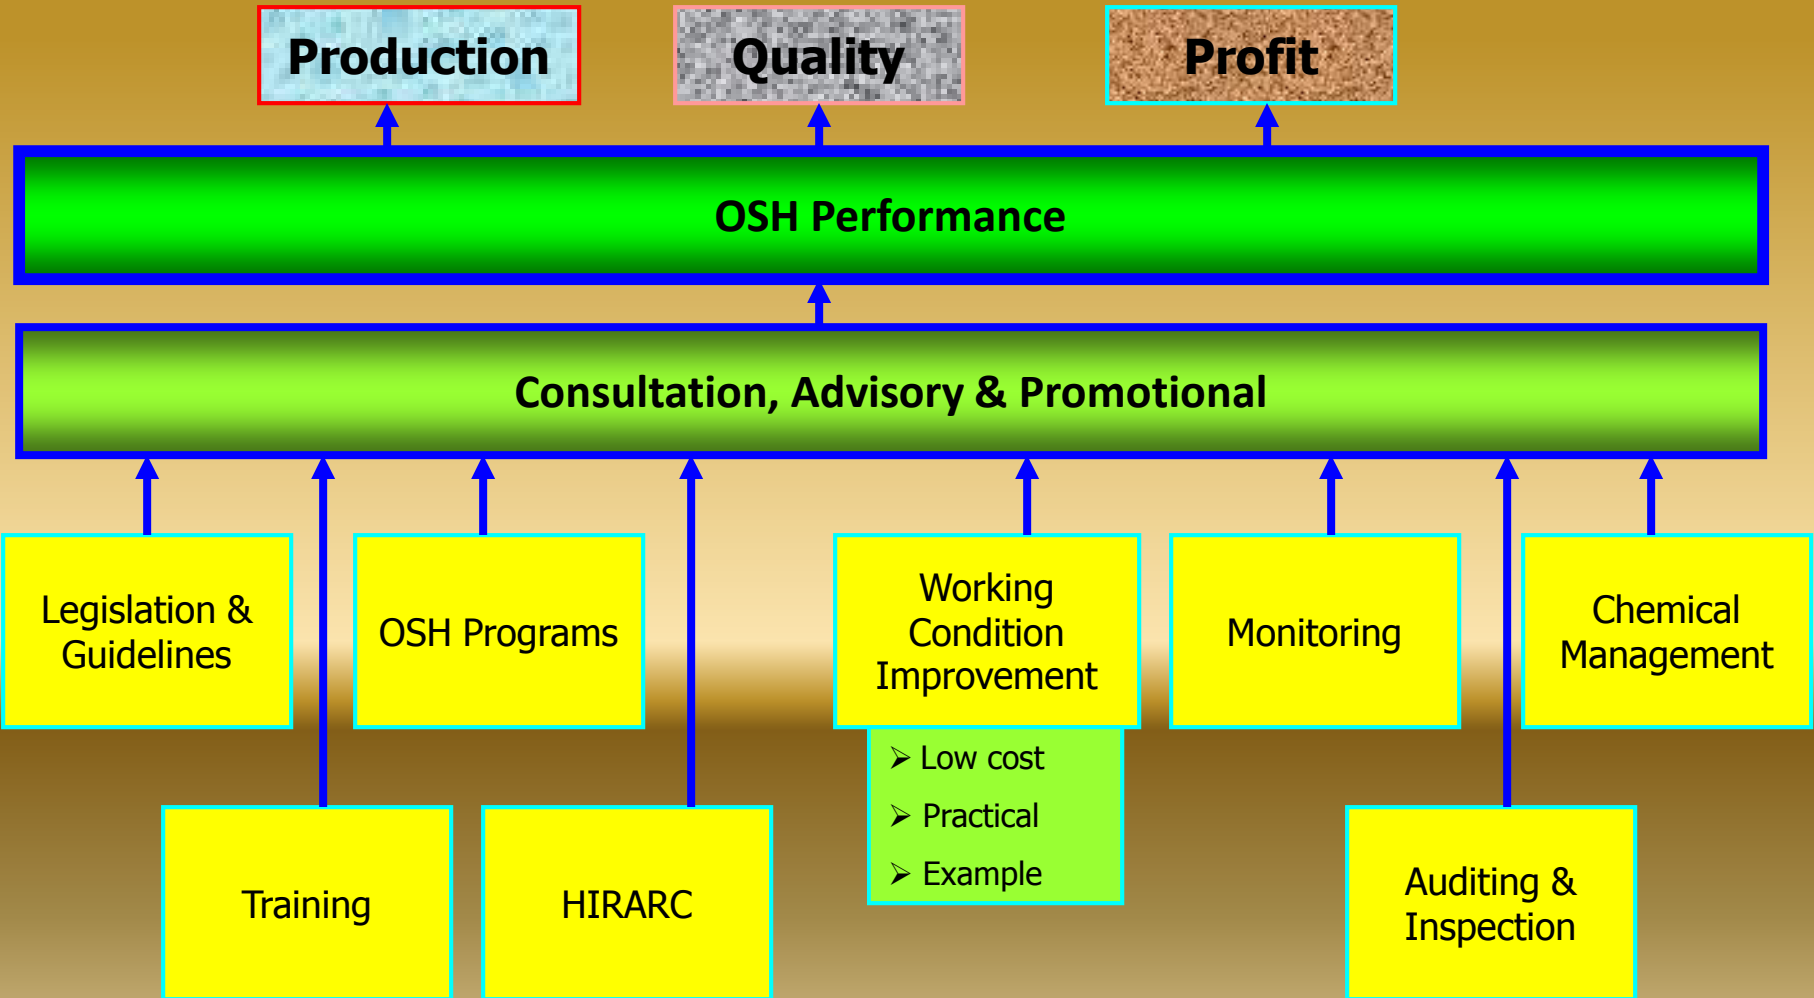 Production
Quality
Profit
OSH Performance
Consultation, Advisory & Promotional
Legislation &
Guidelines
OSH Programs
Working
Condition
Improvement
Monitoring
Chemical
Management
➢ Low cost
➢ Practical
➢ Example
Training
HIRARC
Auditing &
Inspection